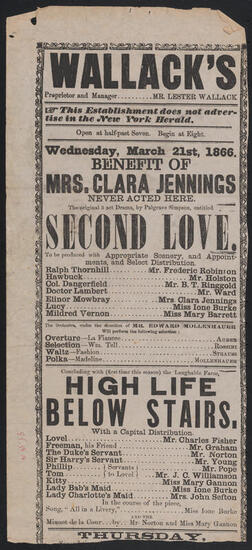 WALLACK'S
Proprietor and Manager..........MR. LESTER WALLACK
This Establishment does not adver-
tise in the New York Herald.
Open at half-past Seven. Begin at Eight.
Wednesday, March 21st, 1866.
BENEFIT OF
MRS. CLARA JENNINGS
NEVER ACTED HERE.
The original 3 act Drama, by Palgrave Simpson, entitled
SECOND LOVE.
To be produced with Appropriate Scenery, and Appoint-
ments, and Select Distribution.
Ralph Thornhill Mr. Frederic Robinson
Hawbuck Mr. Holston
Col. Dangerfield Mr. B. T. Ringgold
Doctor Lambert Mr. Ward
Elinor Mowbray Mrs Clara Jennings
Lucy Miss Ione Burke
Mildred Vernon Miss Mary Barrett
The Orchestra, under the direction of MR. EDWARD MOLLENHAUER
Will perform the following selection:
Overture—La Fiancee AUBER
Selection—Wm. Tell ROSSINI
Waltz—Fashion STRAUSS
Polka—Madeline MOLLENHAUER
Concluding with (first time this season) the Laughable Farce,
HIGH LIFE
BELOW STAIRS.
With a Capital Distribution.
Lovel Mr. Charles Fisher
Freeman, his Friend Mr. Graham
The Duke's Servant Mr. Norton
Sir Harry's Servant Mr. Young
Phillip (Servants) Mr. Pope
Tom (to Lovel) Mr. J. C. Williamson
Kitty Miss Mary Gannon
Lady Bab's Maid Miss Ione Burke
Lady Charlotte's Maid Mrs. John Sefton
In the course of the piece,
Song, "All in a Livery," Miss Ione Burke
AND THE
Minuet de la Cour...by...Mr Norton and Miss Mary Gannon
THURSDAY,